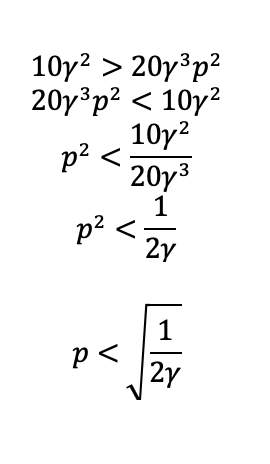 10γ² > 20γ³p²
20γ³p² < 10γ²
p² < 10γ²/20γ³
p² < 1/2γ
p < √(1/2γ)